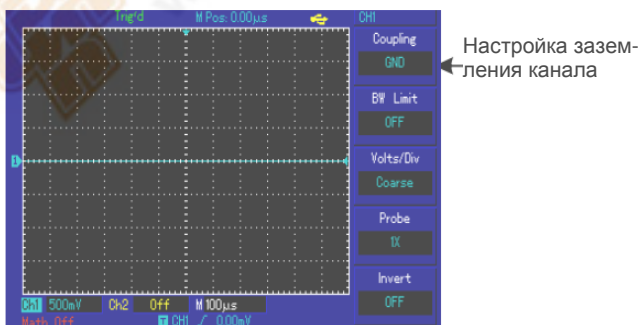 Trig'd M Pos: 0.00µs CH1
Coupling
GND
Настройка зазем-
ления канала
BW Limit
OFF
1
Volts/Div
Coarse
Probe
1X
Invert
OFF
Ch1 500mV Ch2 Off M 100µs
Math Off T CH1 / 0.00mV